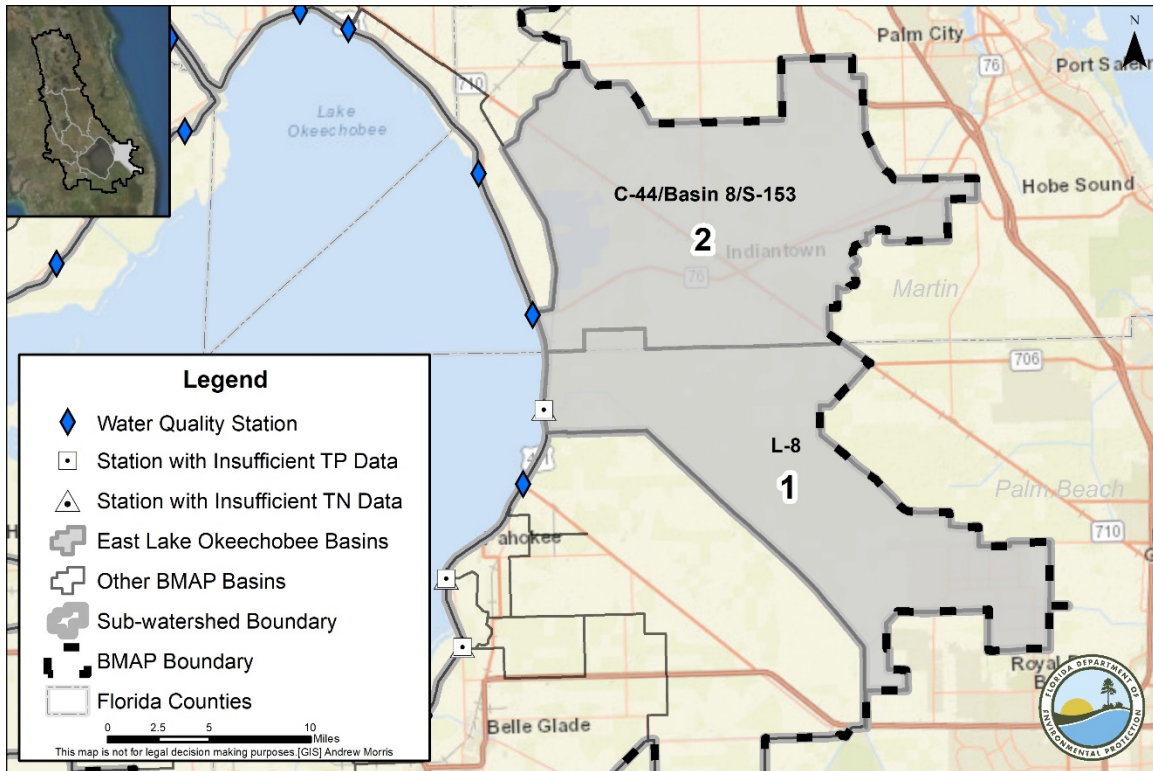 N
Palm City
76
Port Saler
710
Lake
Okeechobee
Hobe Sound
C-44/Basin 8/S-153
2
Indiantown
76
Martin
706
L-8
1
Palm Beach
710
ahokee
Belle Glade
Royal P
B
Legend
Water Quality Station
Station with Insufficient TP Data
Station with Insufficient TN Data
East Lake Okeechobee Basins
Other BMAP Basins
Sub-watershed Boundary
BMAP Boundary
Florida Counties
0 2.5 5 10
Miles
This map is not for legal decision making purposes.[GIS] Andrew Morris
FLORIDA DEPARTMENT OF
ENVIRONMENTAL PROTECTION